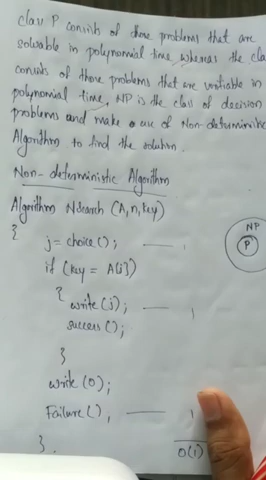 class P consists of those problems that are
solvable in polynomial time, whereas the clas
consists of those problems that are verifiable in
polynomial time, NP is the class of decision
problems and make a use of Non-deterministic
Algorithm to find the solution.
Non-deterministic Algorithm
Algorithm NSearch (A, n, key)
{
j = choice(); — 1
if (key = A[j])
NP
P
{ write(j); — 1
success();
}
write(0);
Failure(), — 1
}.
O(1)